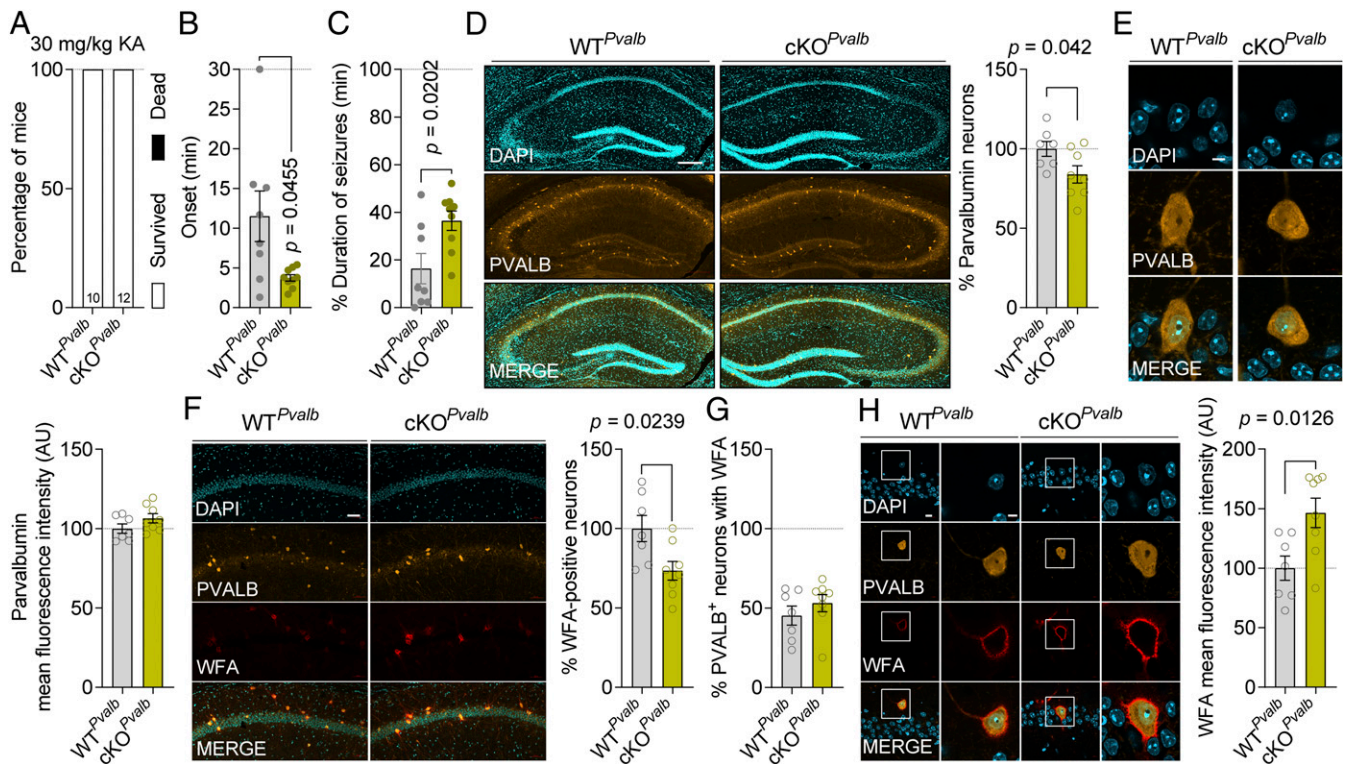 A
30 mg/kg KA
Percentage of mice
100
50
0
10
12
WT^Pvalb
cKO^Pvalb
Survived
Dead
B
Onset (min)
30
25
20
15
10
5
0
p = 0.0455
WT^Pvalb
cKO^Pvalb
C
% Duration of seizures (min)
100
80
60
40
20
0
p = 0.0202
WT^Pvalb
cKO^Pvalb
D
WT^Pvalb
cKO^Pvalb
DAPI
PVALB
MERGE
p = 0.042
% Parvalbumin neurons
150
100
50
0
WT^Pvalb
cKO^Pvalb
E
WT^Pvalb
cKO^Pvalb
DAPI
PVALB
MERGE
Parvalbumin
mean fluorescence intensity (AU)
150
100
50
0
WT^Pvalb
cKO^Pvalb
F
WT^Pvalb
cKO^Pvalb
DAPI
PVALB
WFA
MERGE
p = 0.0239
% WFA-positive neurons
150
100
50
0
WT^Pvalb
cKO^Pvalb
G
% PVALB⁺ neurons with WFA
150
100
50
0
WT^Pvalb
cKO^Pvalb
H
WT^Pvalb
cKO^Pvalb
DAPI
PVALB
WFA
MERGE
p = 0.0126
WFA mean fluorescence intensity (AU)
200
150
100
50
0
WT^Pvalb
cKO^Pvalb